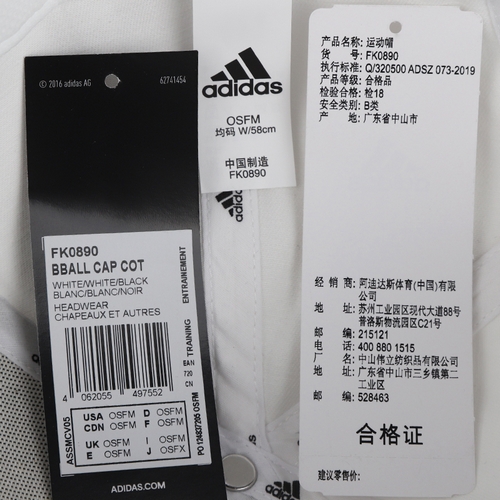 © 2016 adidas AG 62741454
FK0890
BBALL CAP COT
WHITE/WHITE/BLACK
BLANC/BLANC/NOIR
HEADWEAR
CHAPEAUX ET AUTRES
TRAINING ENTRAINEMENT
EAN
720
CN
4 062055 497552
ASSMCV05
PO 0124837205 OSFM
USA OSFM D OSFM
CDN OSFM F OSFM
UK OSFM I OSFM
E OSFM J OSFX
ADIDAS.COM
adidas
OSFM
均码 W/58cm
中国制造
FK0890
产品名称: 运动帽
货 号: FK0890
执行标准: Q/320500 ADSZ 073-2019
产品等级: 合格品
检验合格: 检18
安全类别: B类
产 地: 广东省中山市
经 销 商: 阿迪达斯体育(中国)有限
公司
地 址: 苏州工业园区现代大道88号
普洛斯物流园区C21号
邮 编: 215121
电 话: 400 880 1515
厂 名: 中山伟立纺织品有限公司
地 址: 广东省中山市三乡镇第二
工业区
邮 编: 528463
合格证
建议零售价: